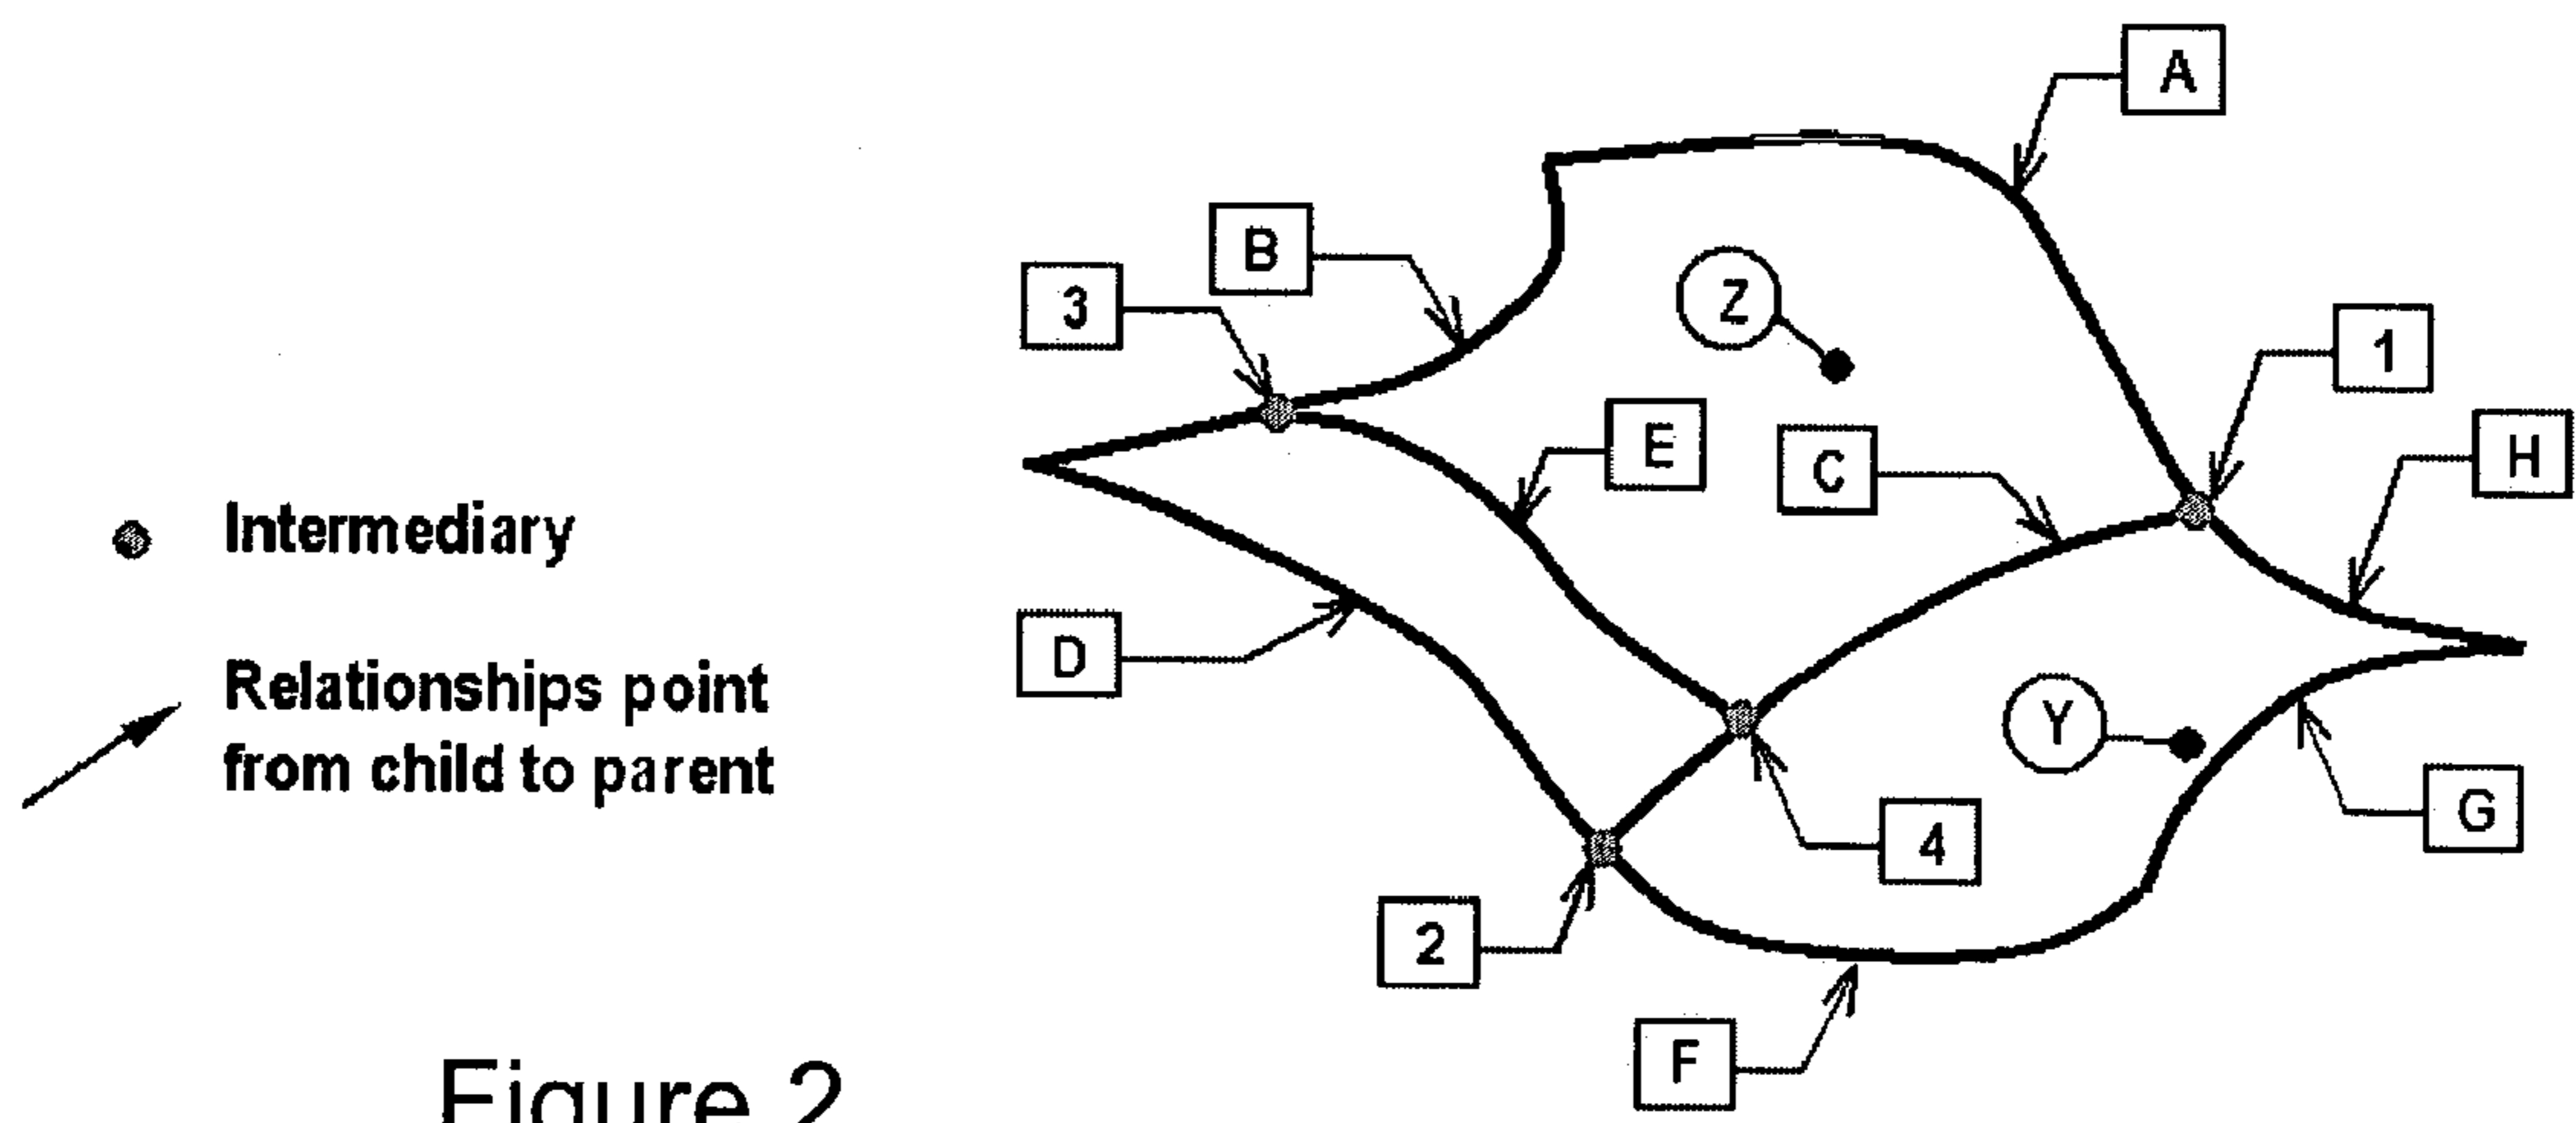 A
B
3
Z
1
E
C
H
Intermediary
Relationships point
from child to parent
D
Y
G
4
2
F
Figure 2